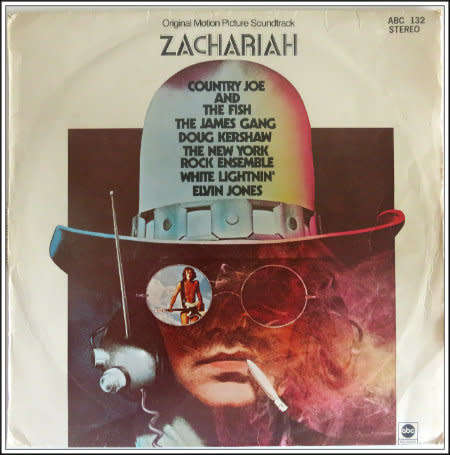 Original Motion Picture Soundtrack
ABC 132
STEREO
ZACHARIAH
COUNTRY JOE
AND
THE FISH
THE JAMES GANG
DOUG KERSHAW
THE NEW YORK
ROCK ENSEMBLE
WHITE LIGHTNIN'
ELVIN JONES
abc